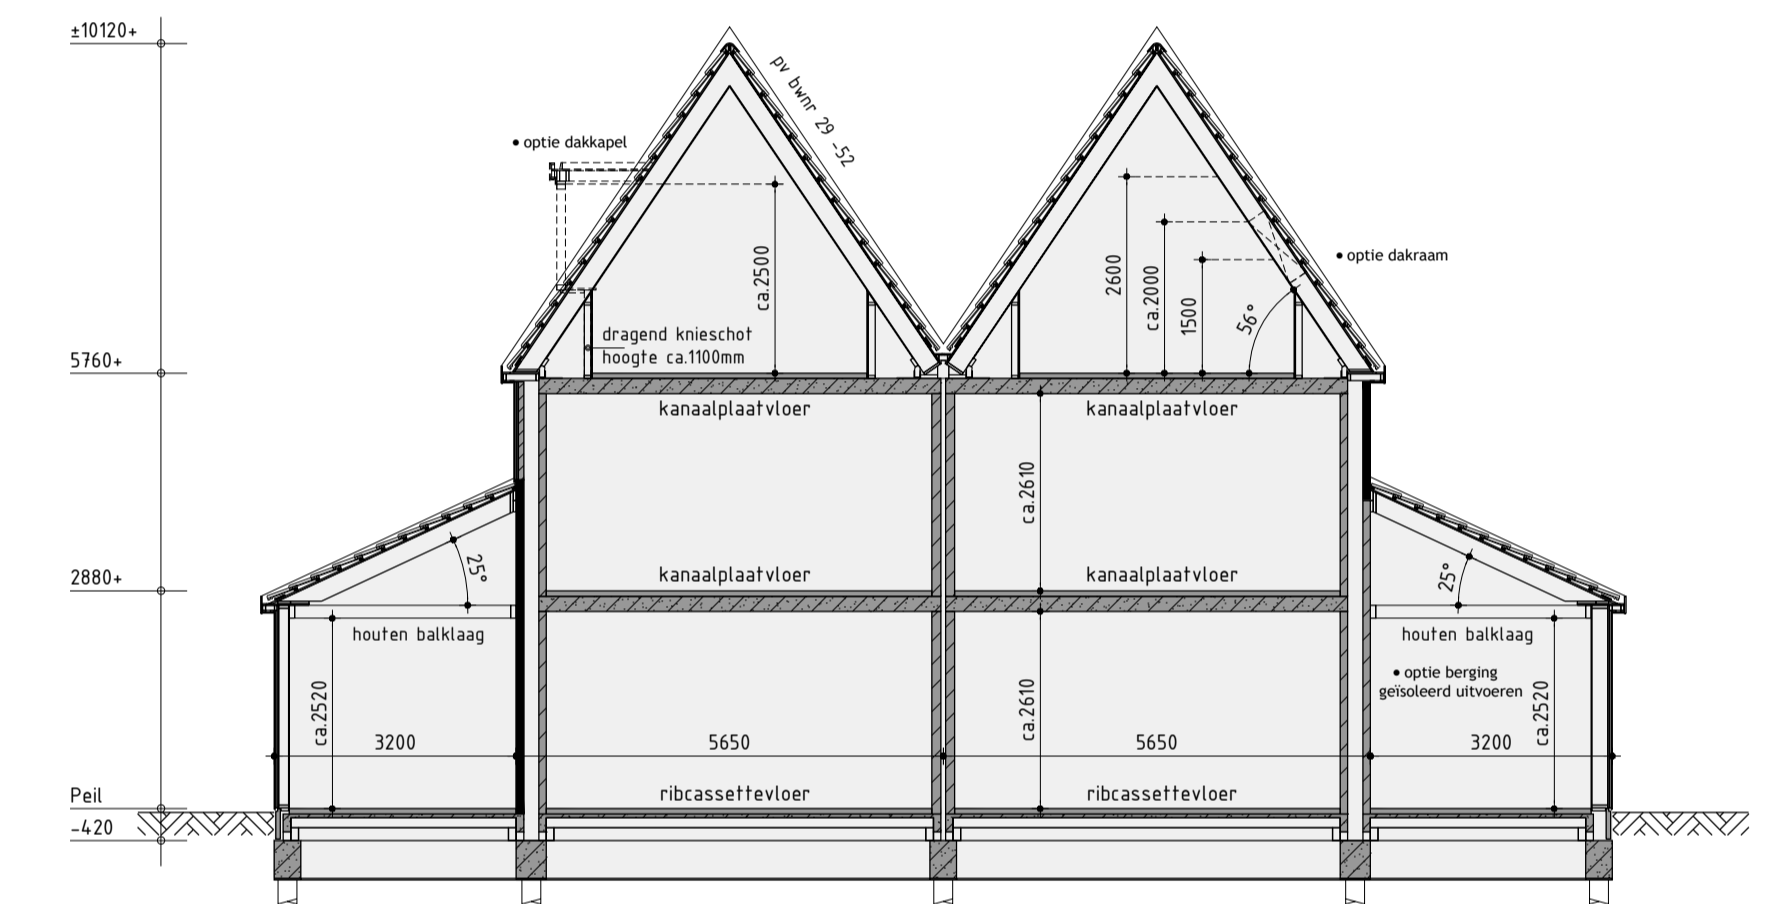 ±10120+
pv bwnr 29 -52
• optie dakkapel
ca.2500
2600
ca.2000
1500
56°
• optie dakraam
dragend knieschot
hoogte ca.1100mm
5760+
kanaalplaatvloer
kanaalplaatvloer
ca.2610
25°
25°
2880+
kanaalplaatvloer
kanaalplaatvloer
houten balklaag
houten balklaag
• optie berging
geïsoleerd uitvoeren
ca.2520
ca.2610
ca.2520
3200
5650
5650
3200
Peil
ribcassettevloer
ribcassettevloer
-420